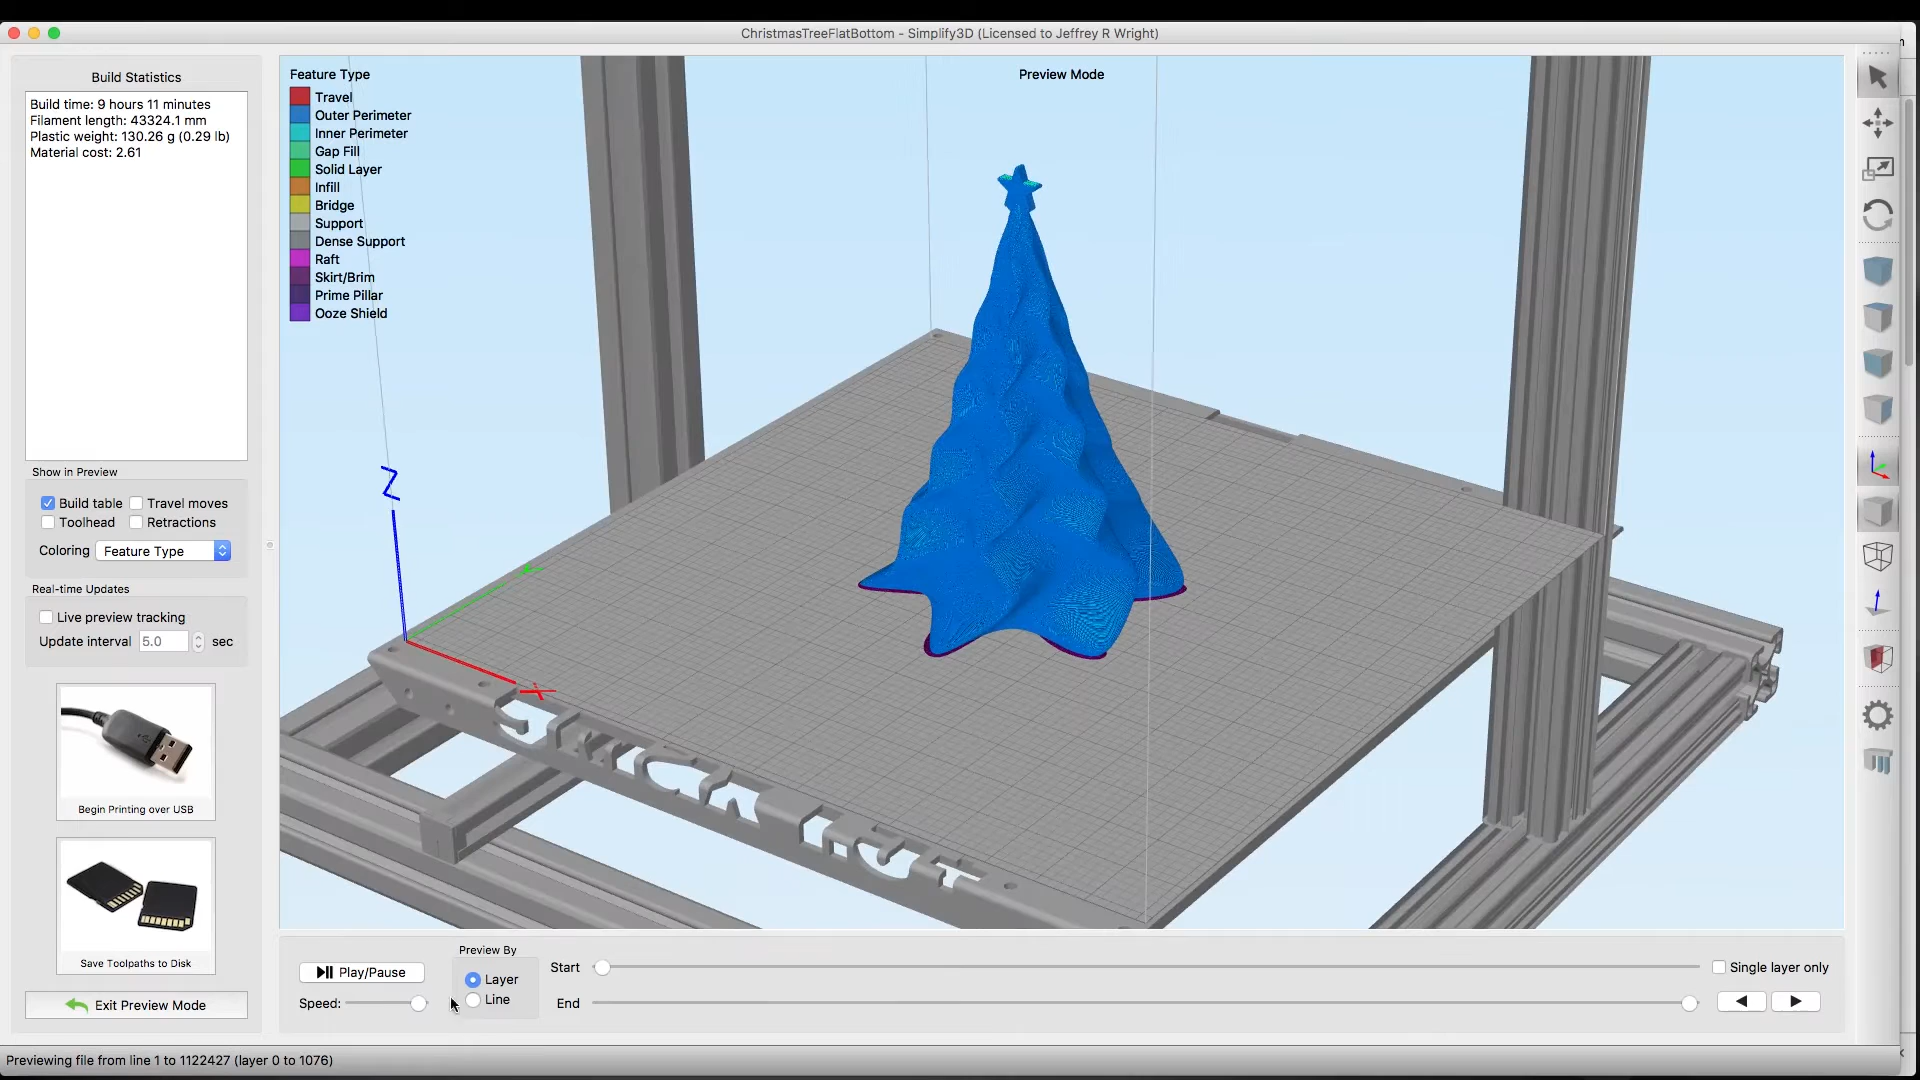 ChristmasTreeFlatBottom - Simplify3D (Licensed to Jeffrey R Wright)
Build Statistics
Build time: 9 hours 11 minutes
Filament length: 43324.1 mm
Plastic weight: 130.26 g (0.29 lb)
Material cost: 2.61
Feature Type
Travel
Outer Perimeter
Inner Perimeter
Gap Fill
Solid Layer
Infill
Bridge
Support
Dense Support
Raft
Skirt/Brim
Prime Pillar
Ooze Shield
Preview Mode
Z
X
Show in Preview
Build table
Travel moves
Toolhead
Retractions
Coloring
Feature Type
Real-time Updates
Live preview tracking
Update interval 5.0 sec
Begin Printing over USB
Save Toolpaths to Disk
Exit Preview Mode
Play/Pause
Speed:
Preview By
Layer
Line
Start
End
Single layer only
Previewing file from line 1 to 1122427 (layer 0 to 1076)